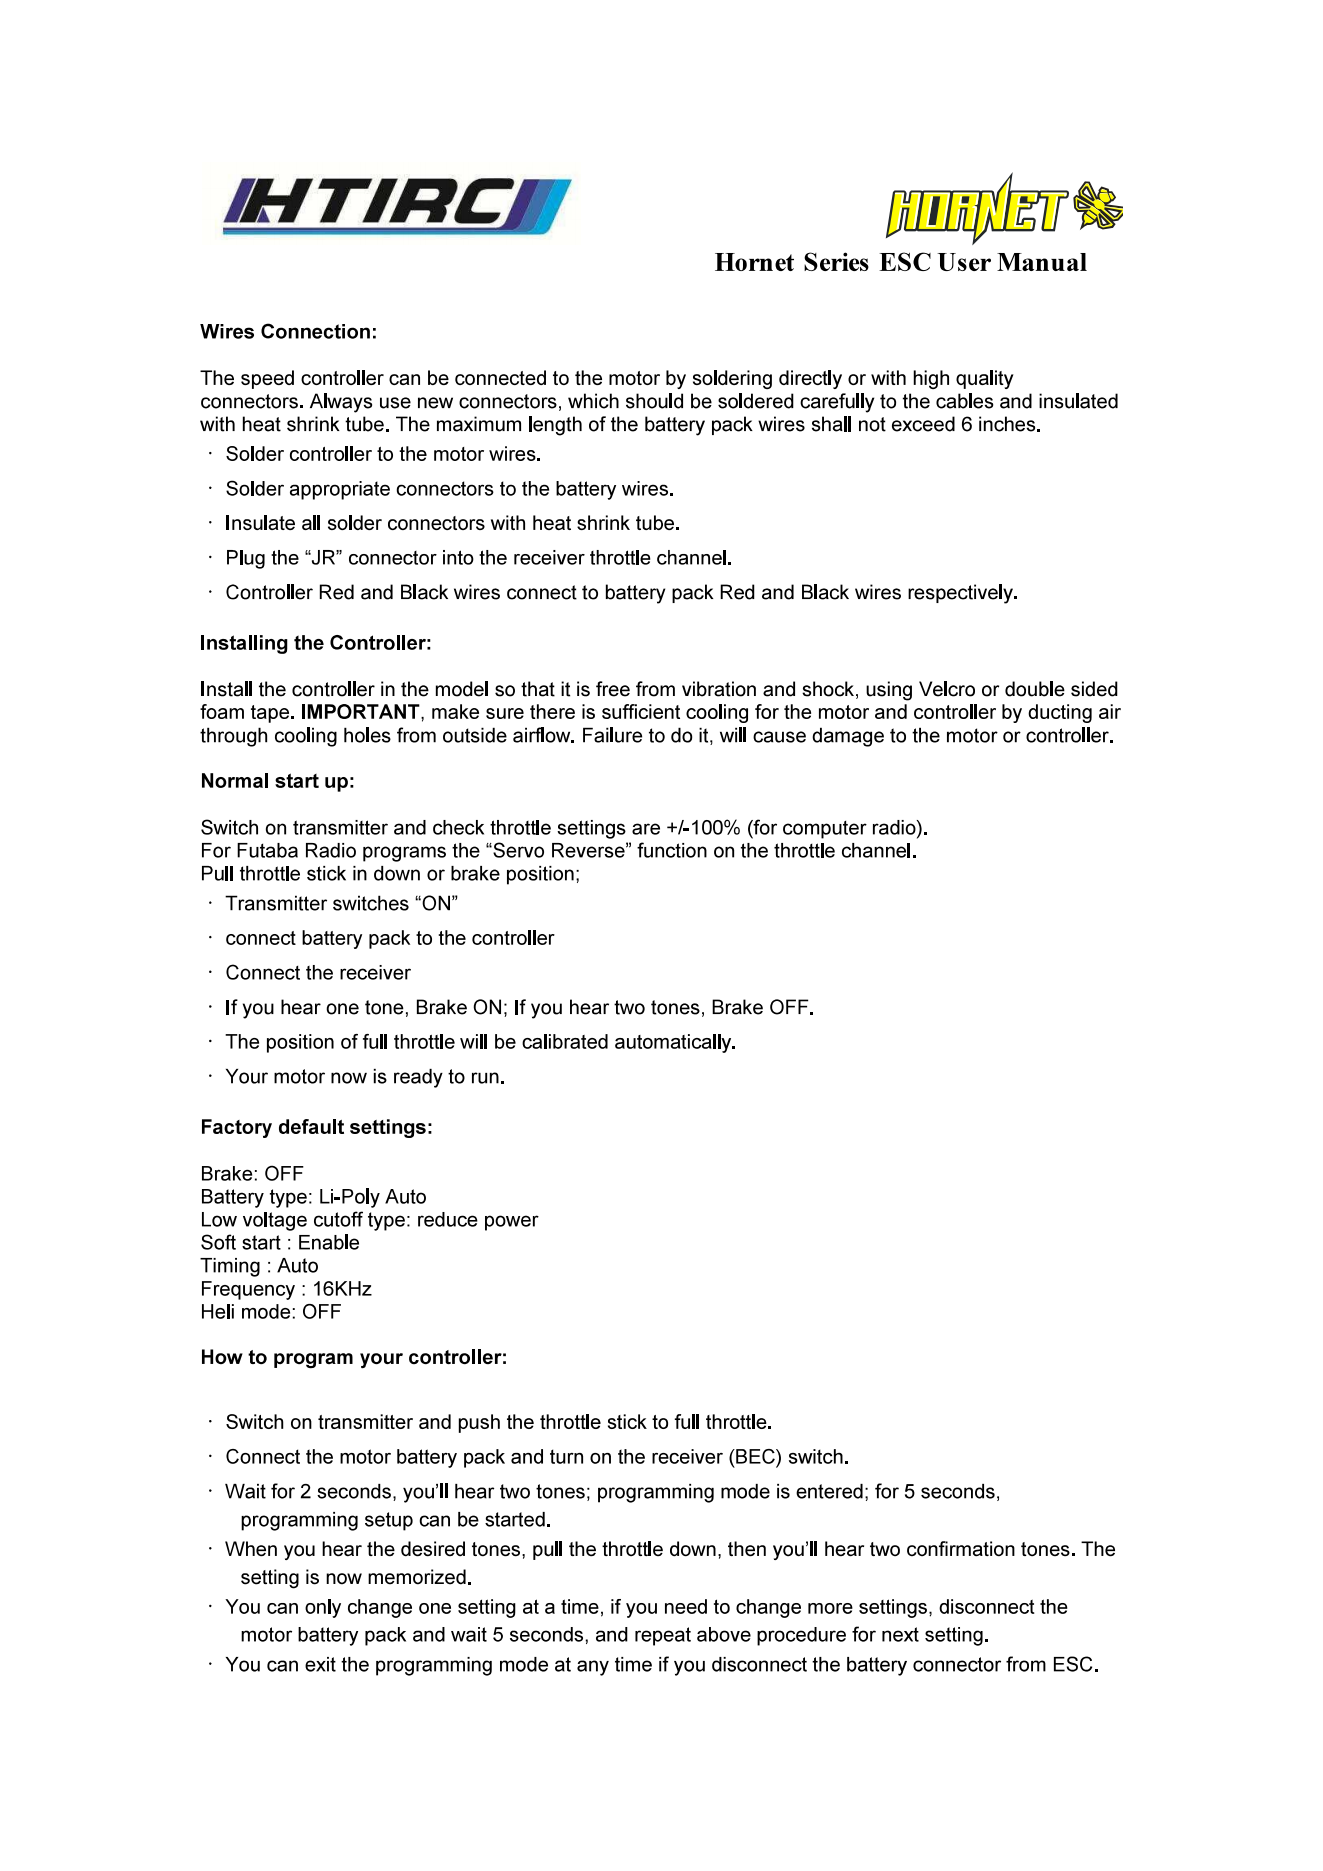 HTIRC
HORNET
Hornet Series ESC User Manual
Wires Connection:
The speed controller can be connected to the motor by soldering directly or with high quality
connectors. Always use new connectors, which should be soldered carefully to the cables and insulated
with heat shrink tube. The maximum length of the battery pack wires shall not exceed 6 inches.
· Solder controller to the motor wires.
· Solder appropriate connectors to the battery wires.
· Insulate all solder connectors with heat shrink tube.
· Plug the “JR” connector into the receiver throttle channel.
· Controller Red and Black wires connect to battery pack Red and Black wires respectively.
Installing the Controller:
Install the controller in the model so that it is free from vibration and shock, using Velcro or double sided
foam tape. IMPORTANT, make sure there is sufficient cooling for the motor and controller by ducting air
through cooling holes from outside airflow. Failure to do it, will cause damage to the motor or controller.
Normal start up:
Switch on transmitter and check throttle settings are +/-100% (for computer radio).
For Futaba Radio programs the “Servo Reverse” function on the throttle channel.
Pull throttle stick in down or brake position;
· Transmitter switches “ON”
· connect battery pack to the controller
· Connect the receiver
· If you hear one tone, Brake ON; If you hear two tones, Brake OFF.
· The position of full throttle will be calibrated automatically.
· Your motor now is ready to run.
Factory default settings:
Brake: OFF
Battery type: Li-Poly Auto
Low voltage cutoff type: reduce power
Soft start : Enable
Timing : Auto
Frequency : 16KHz
Heli mode: OFF
How to program your controller:
· Switch on transmitter and push the throttle stick to full throttle.
· Connect the motor battery pack and turn on the receiver (BEC) switch.
· Wait for 2 seconds, you’ll hear two tones; programming mode is entered; for 5 seconds,
programming setup can be started.
· When you hear the desired tones, pull the throttle down, then you’ll hear two confirmation tones. The
setting is now memorized.
· You can only change one setting at a time, if you need to change more settings, disconnect the
motor battery pack and wait 5 seconds, and repeat above procedure for next setting.
· You can exit the programming mode at any time if you disconnect the battery connector from ESC.